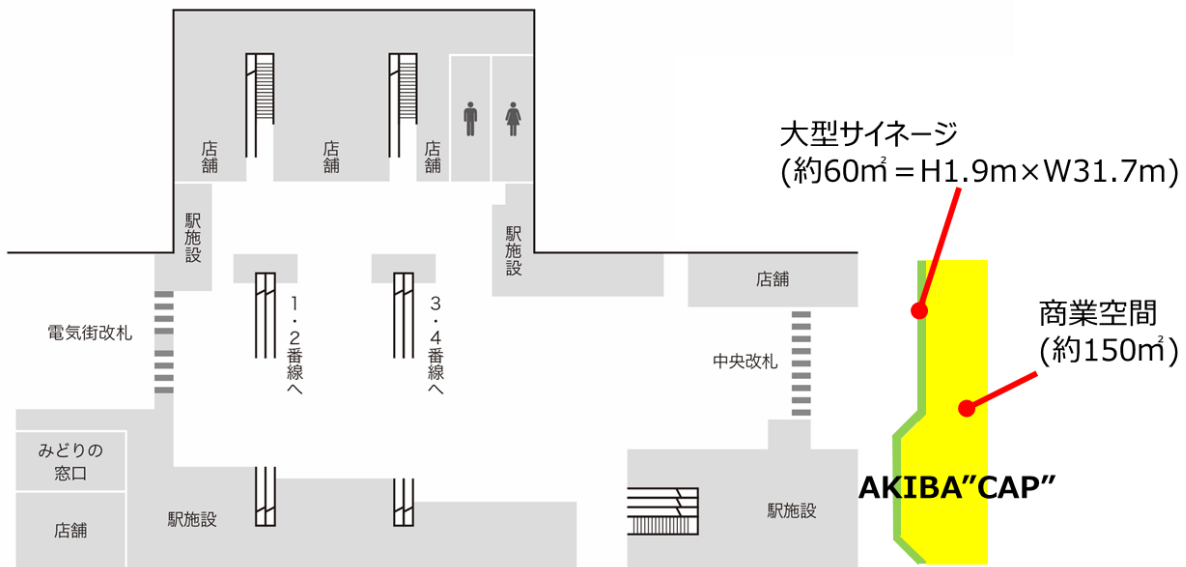 店舗
店舗
店舗
大型サイネージ
(約60㎡=H1.9m×W31.7m)
駅施設
駅施設
店舗
1・2番線へ
3・4番線へ
電気街改札
中央改札
商業空間
(約150㎡)
みどりの
窓口
AKIBA”CAP”
駅施設
駅施設
店舗